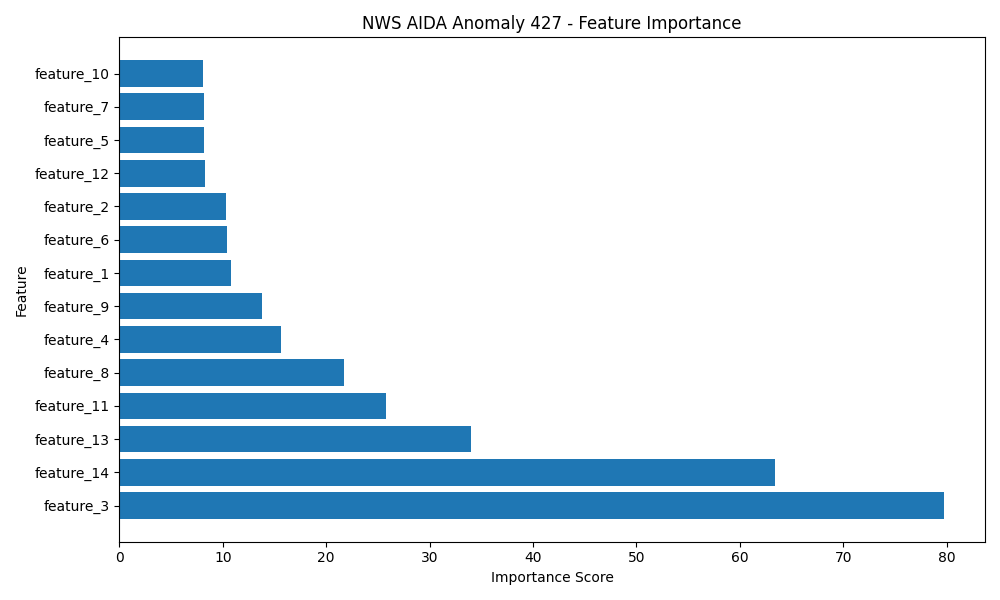 NWS AIDA Anomaly 427 - Feature Importance
Feature
feature_10
feature_7
feature_5
feature_12
feature_2
feature_6
feature_1
feature_9
feature_4
feature_8
feature_11
feature_13
feature_14
feature_3
0 10 20 30 40 50 60 70 80
Importance Score